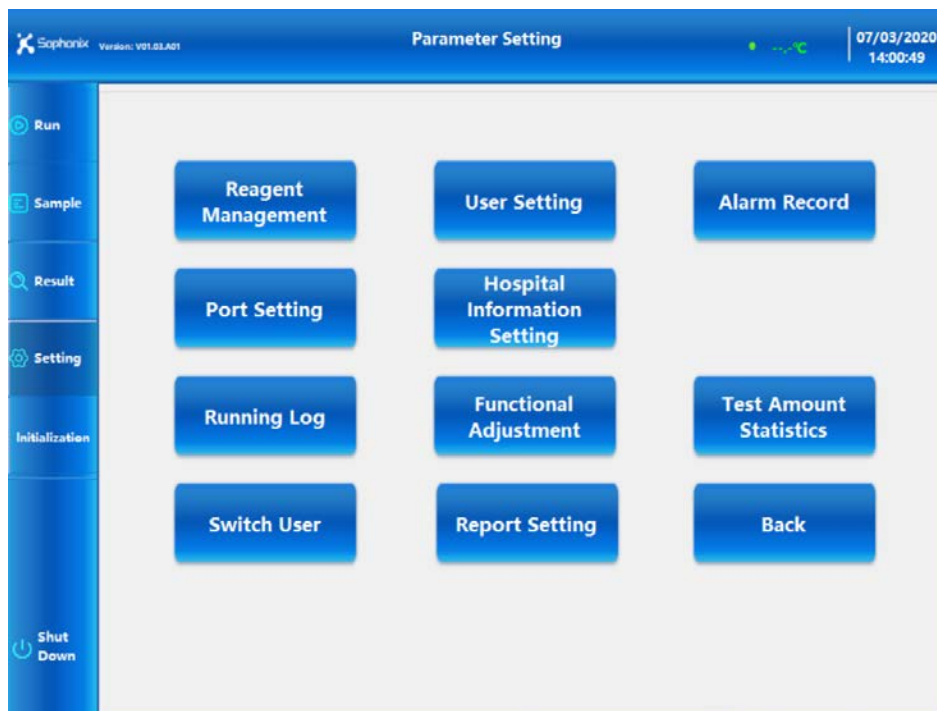 Sophonix Version: V01.03.A01
Parameter Setting
--.-℃
07/03/2020
14:00:49
Run
Sample
Result
Setting
Initialization
Shut
Down
Reagent
Management
User Setting
Alarm Record
Port Setting
Hospital
Information
Setting
Running Log
Functional
Adjustment
Test Amount
Statistics
Switch User
Report Setting
Back